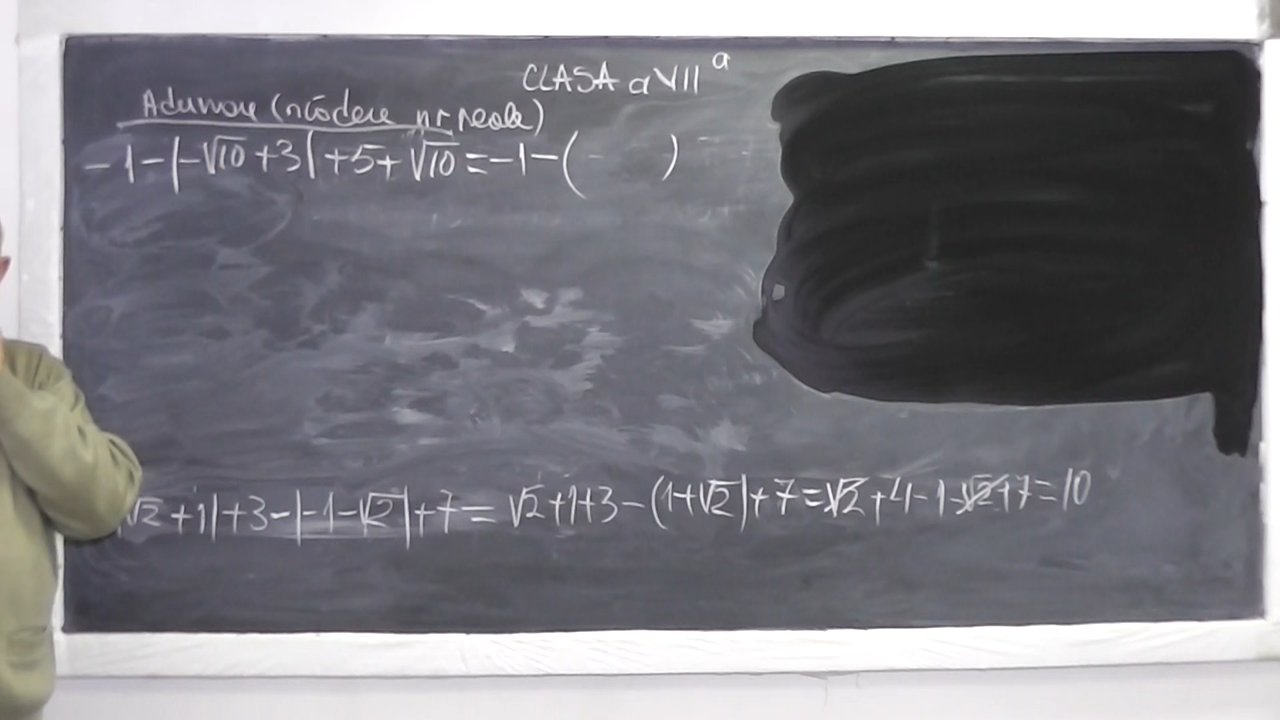 CLASA a VII a
Adunare (scădere nr reale)
-1-|-√10+3|+5+√10=-1-(-      )
√2+1|+3-|-1-√2|+7=√2+1+3-(1+√2)+7=√2+4-1-√2+7=10